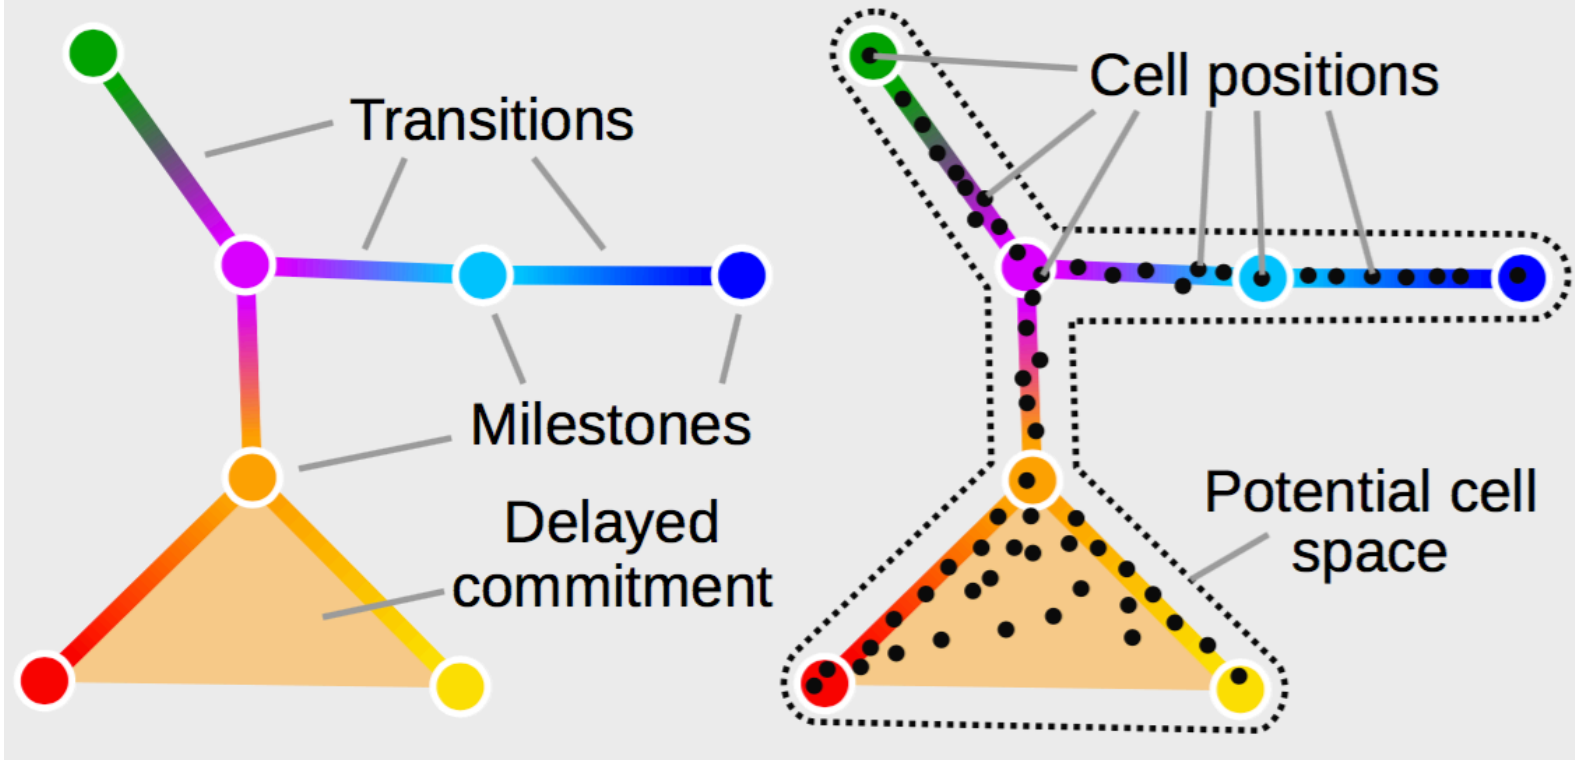 Transitions
Milestones
Delayed
commitment
Cell positions
Potential cell
space